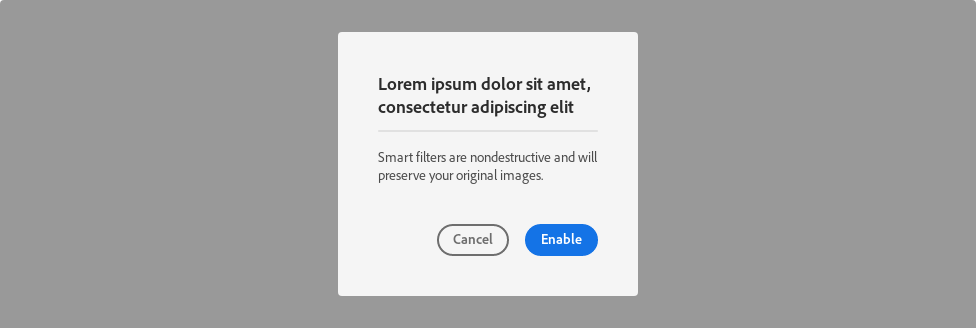 Lorem ipsum dolor sit amet,
consectetur adipiscing elit
Smart filters are nondestructive and will
preserve your original images.
Cancel
Enable